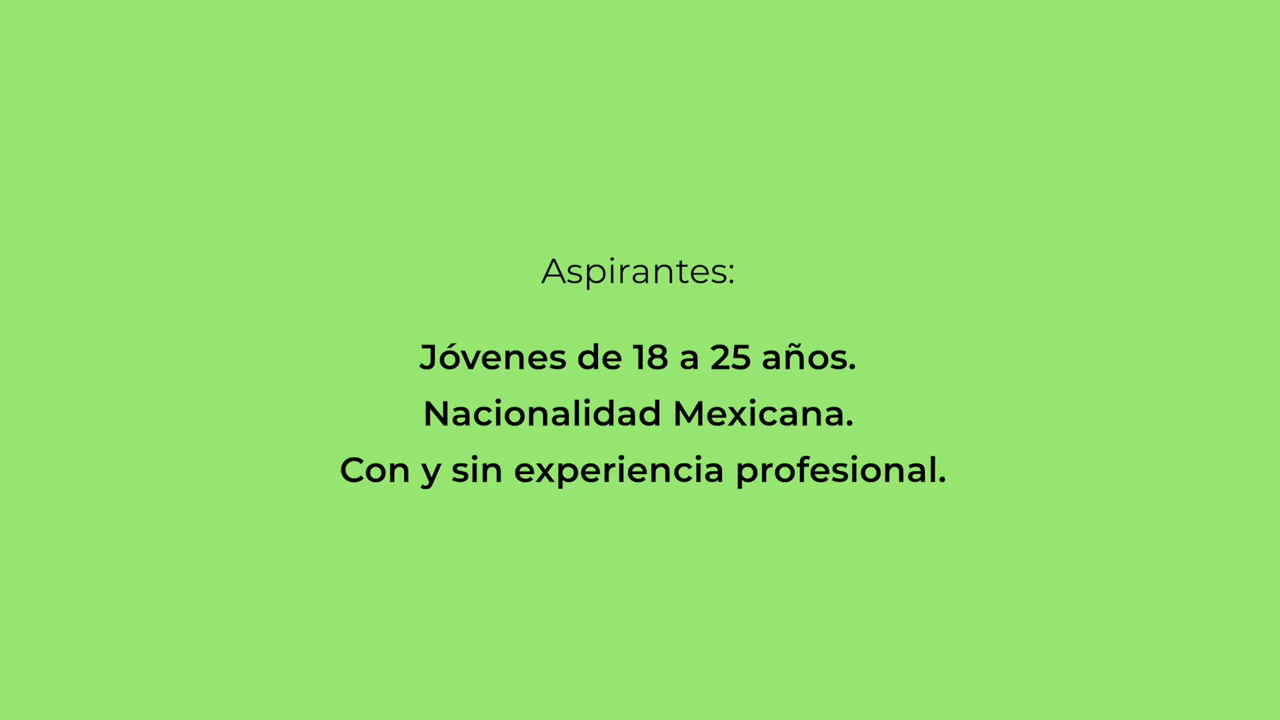 Aspirantes:
Jóvenes de 18 a 25 años.
Nacionalidad Mexicana.
Con y sin experiencia profesional.